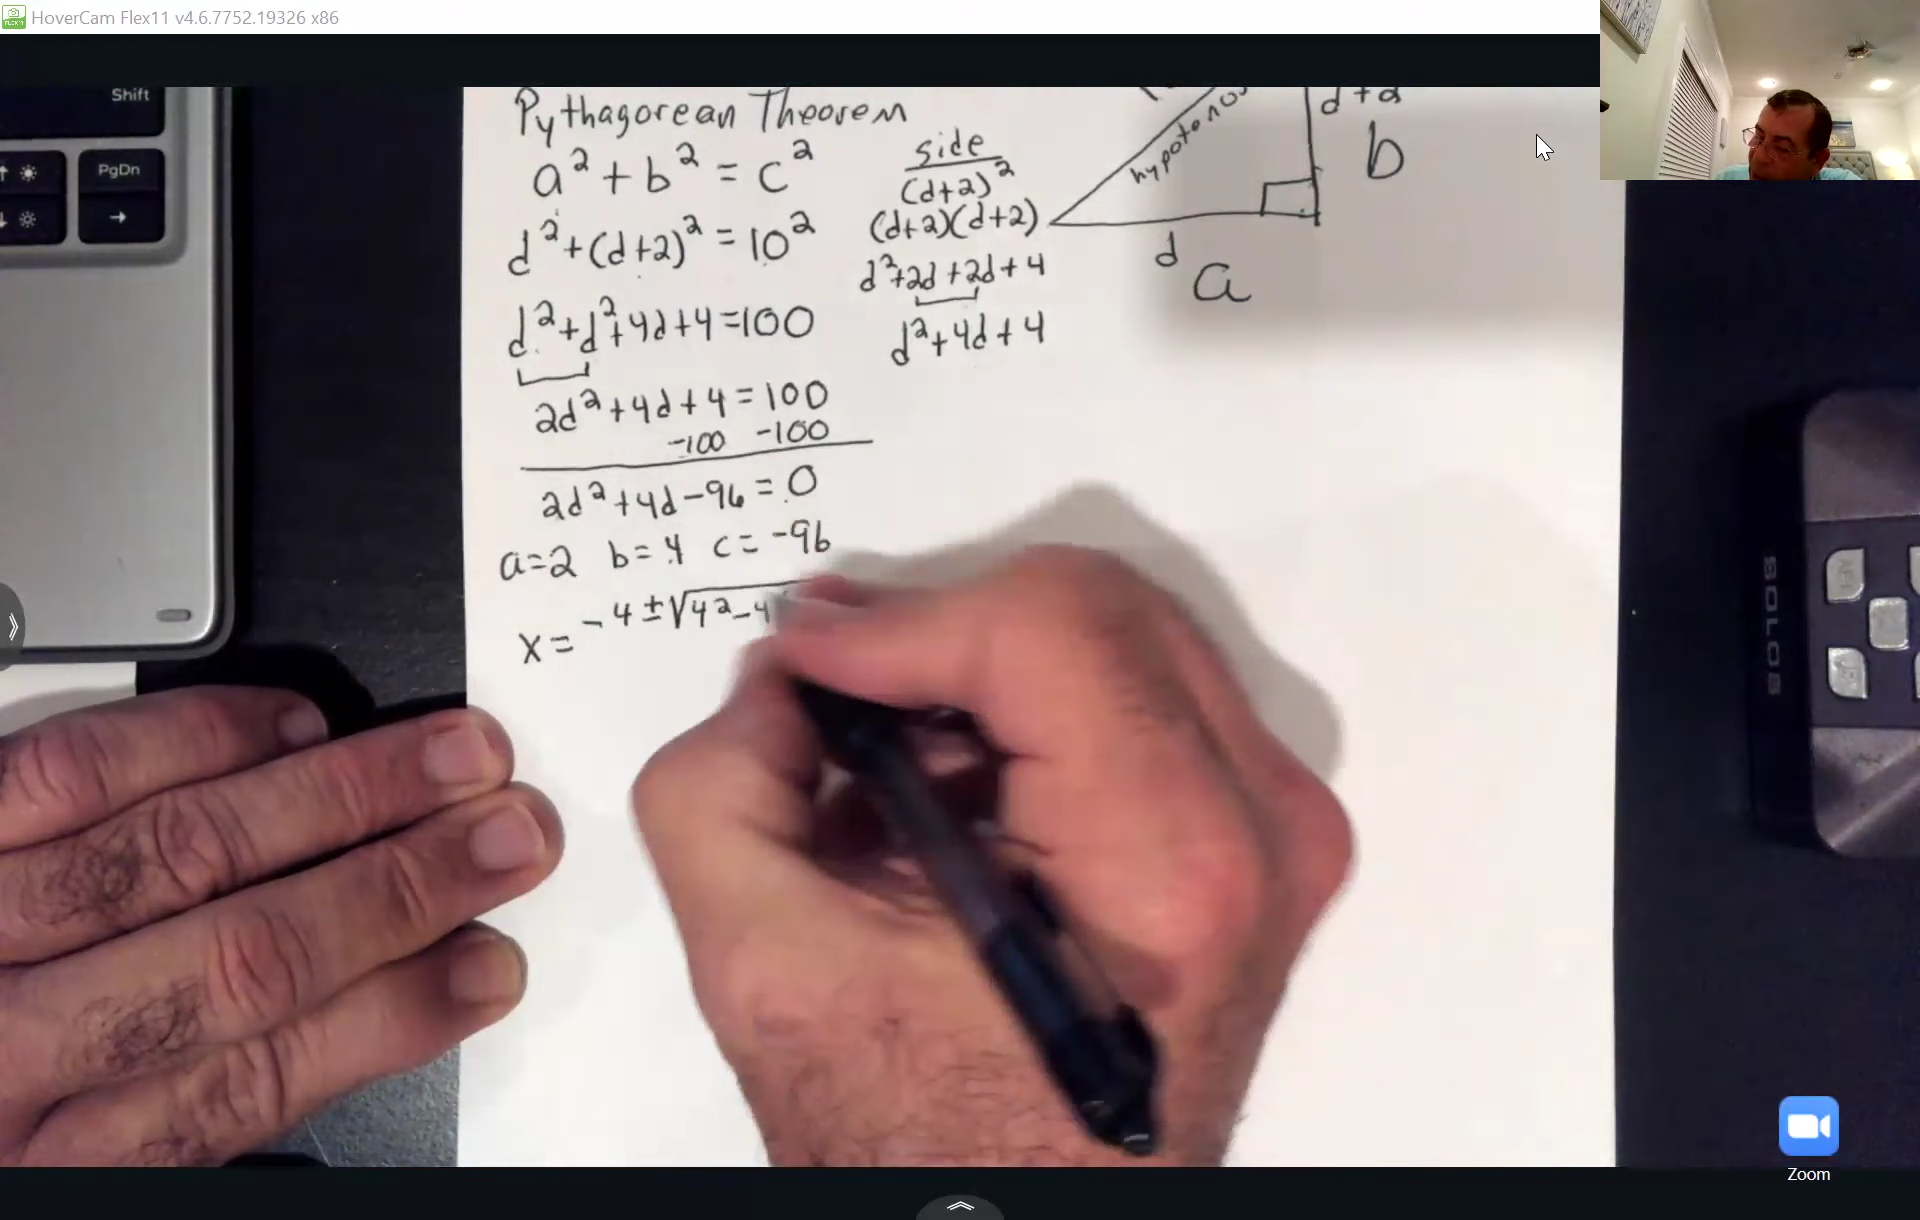 HoverCam Flex11 v4.6.7752.19326 x86
Shift
PgDn
Pythagorean Theorem
a² + b² = c²
d² + (d+2)² = 10²
d² + d² + 4d + 4 = 100
2d² + 4d + 4 = 100
-100 -100
2d² + 4d - 96 = 0
a=2 b=4 c=-96
x = -4 ± √4²-4
side
(d+2)²
(d+2)(d+2)
d²+2d+2d+4
d²+4d+4
d+2
b
d
a
SOLOS
Zoom